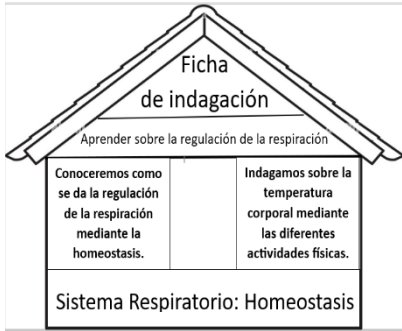 Ficha
de indagación
Aprender sobre la regulación de la respiración
Conoceremos como
se da la regulación
de la respiración
mediante la
homeostasis.
Indagamos sobre la
temperatura
corporal mediante
las diferentes
actividades físicas.
Sistema Respiratorio: Homeostasis